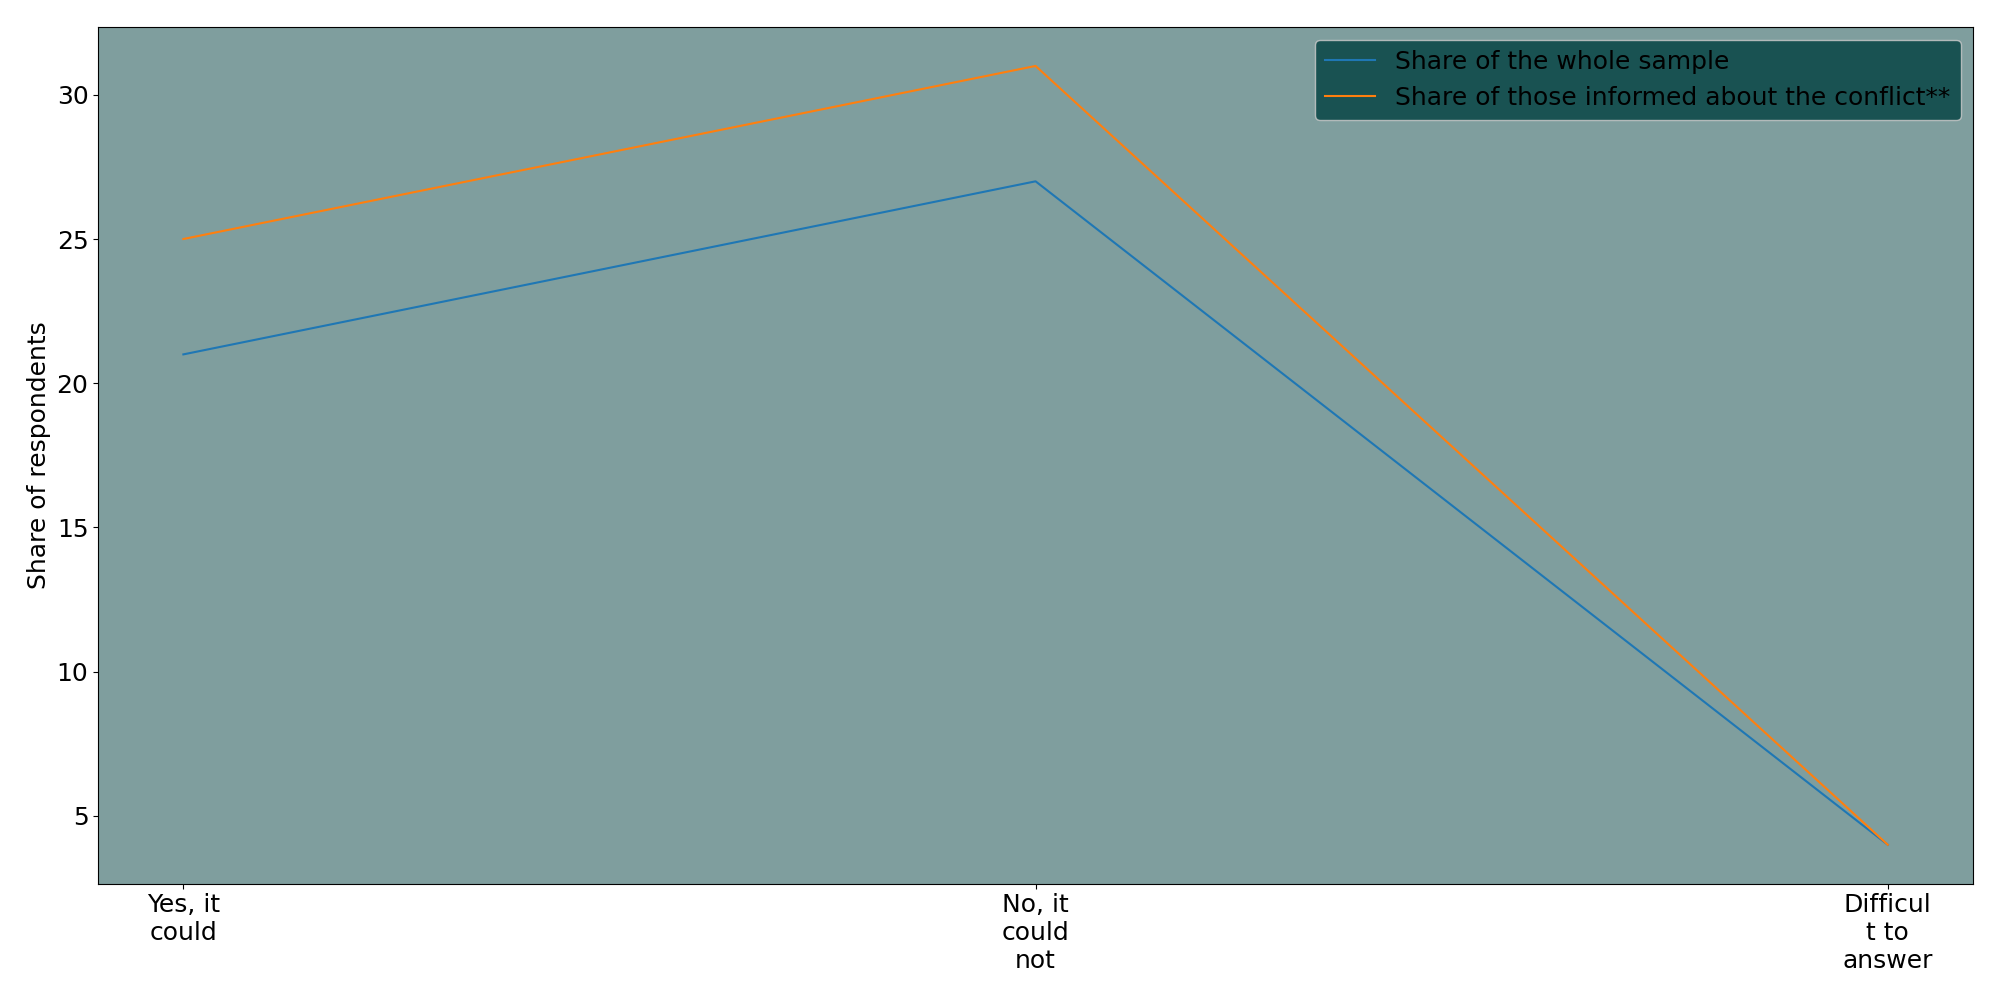 Share of the whole sample
Share of those informed about the conflict**
Share of respondents
30
25
20
15
10
5
Yes, it
could
No, it
could
not
Difficul
t to
answer